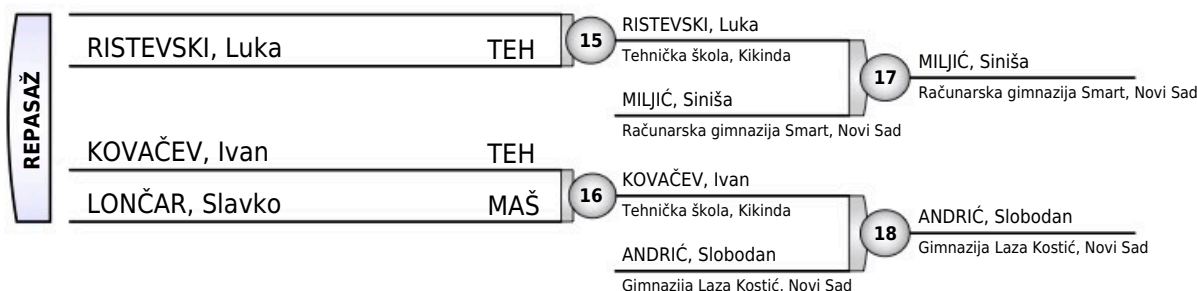 REPASAŽ
RISTEVSKI, Luka TEH
15
RISTEVSKI, Luka
Tehnička škola, Kikinda
MILJIĆ, Siniša
Računarska gimnazija Smart, Novi Sad
17
MILJIĆ, Siniša
Računarska gimnazija Smart, Novi Sad
KOVAČEV, Ivan TEH
LONČAR, Slavko MAŠ
16
KOVAČEV, Ivan
Tehnička škola, Kikinda
ANDRIĆ, Slobodan
Gimnazija Laza Kostić, Novi Sad
18
ANDRIĆ, Slobodan
Gimnazija Laza Kostić, Novi Sad